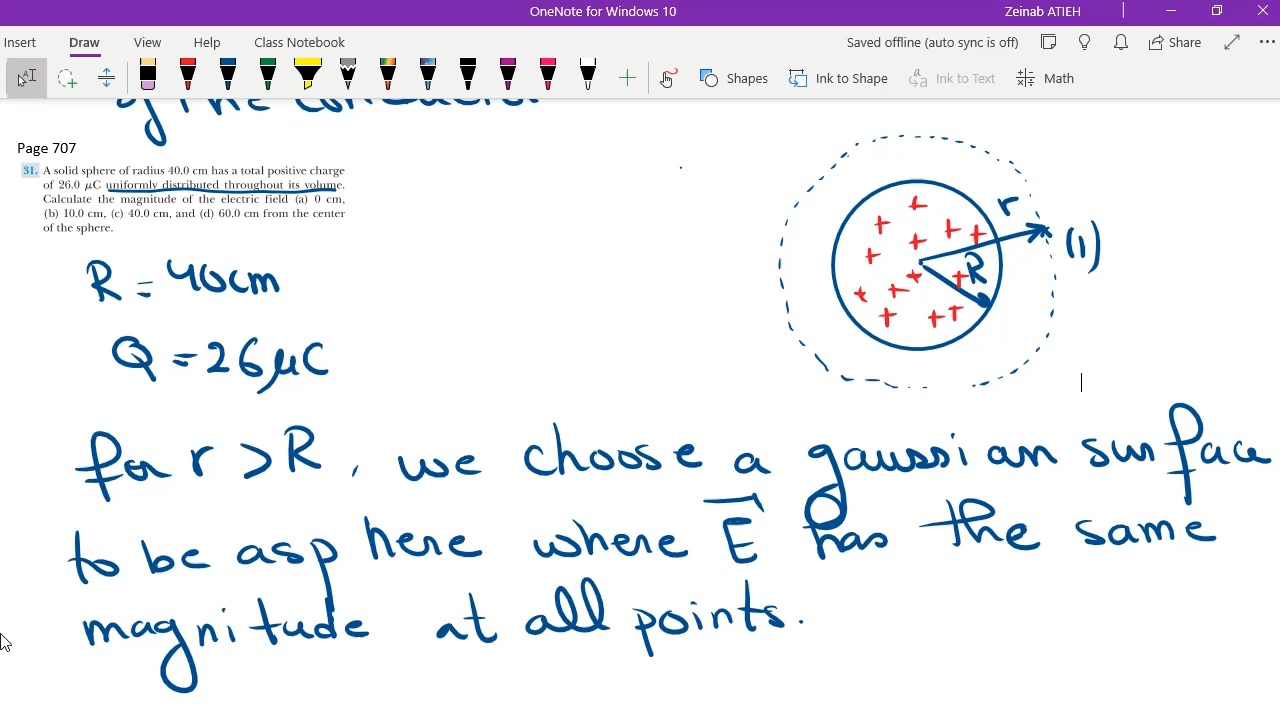 OneNote for Windows 10
Zeinab ATIEH
Insert Draw View Help Class Notebook
Saved offline (auto sync is off)
Share
Shapes
Ink to Shape
Ink to Text
Math
of the conductor.
Page 707
31. A solid sphere of radius 40.0 cm has a total positive charge
of 26.0 μC uniformly distributed throughout its volume.
Calculate the magnitude of the electric field (a) 0 cm,
(b) 10.0 cm, (c) 40.0 cm, and (d) 60.0 cm from the center
of the sphere.
r
(1)
R
R = 40cm
Q = 26μC
for r > R, we choose a gaussian surface
to be a sphere where E⃗ has the same
magnitude at all points.